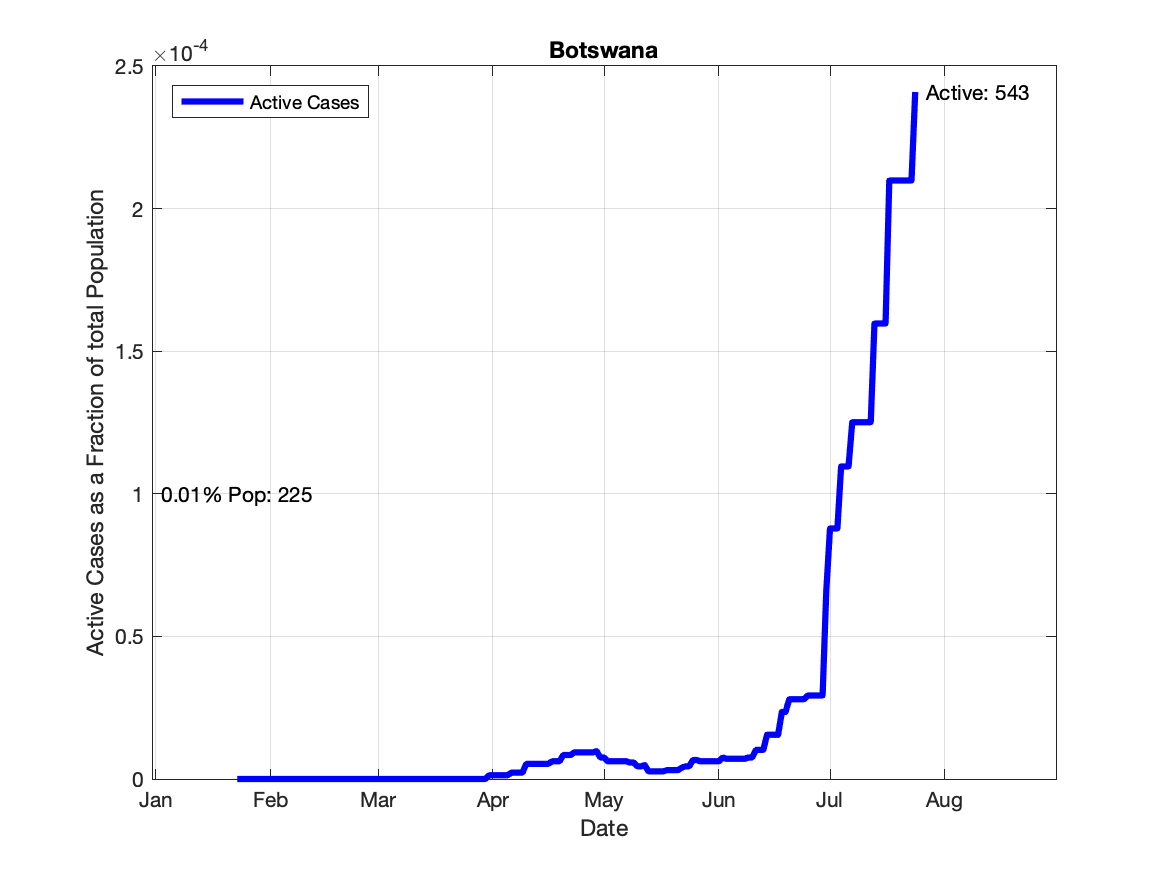 Botswana
×10-4
2.5
2
1.5
1
0.5
0
Active Cases as a Fraction of total Population
Active Cases
Active: 543
0.01% Pop: 225
Jan Feb Mar Apr May Jun Jul Aug
Date